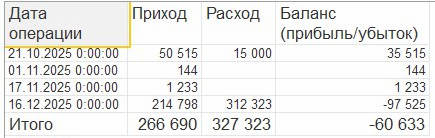 Дата операции Приход Расход Баланс (прибыль/убыток)
21.10.2025 0:00:00 50 515 15 000 35 515
01.11.2025 0:00:00 144 144
17.11.2025 0:00:00 1 233 1 233
16.12.2025 0:00:00 214 798 312 323 -97 525
Итого 266 690 327 323 -60 633